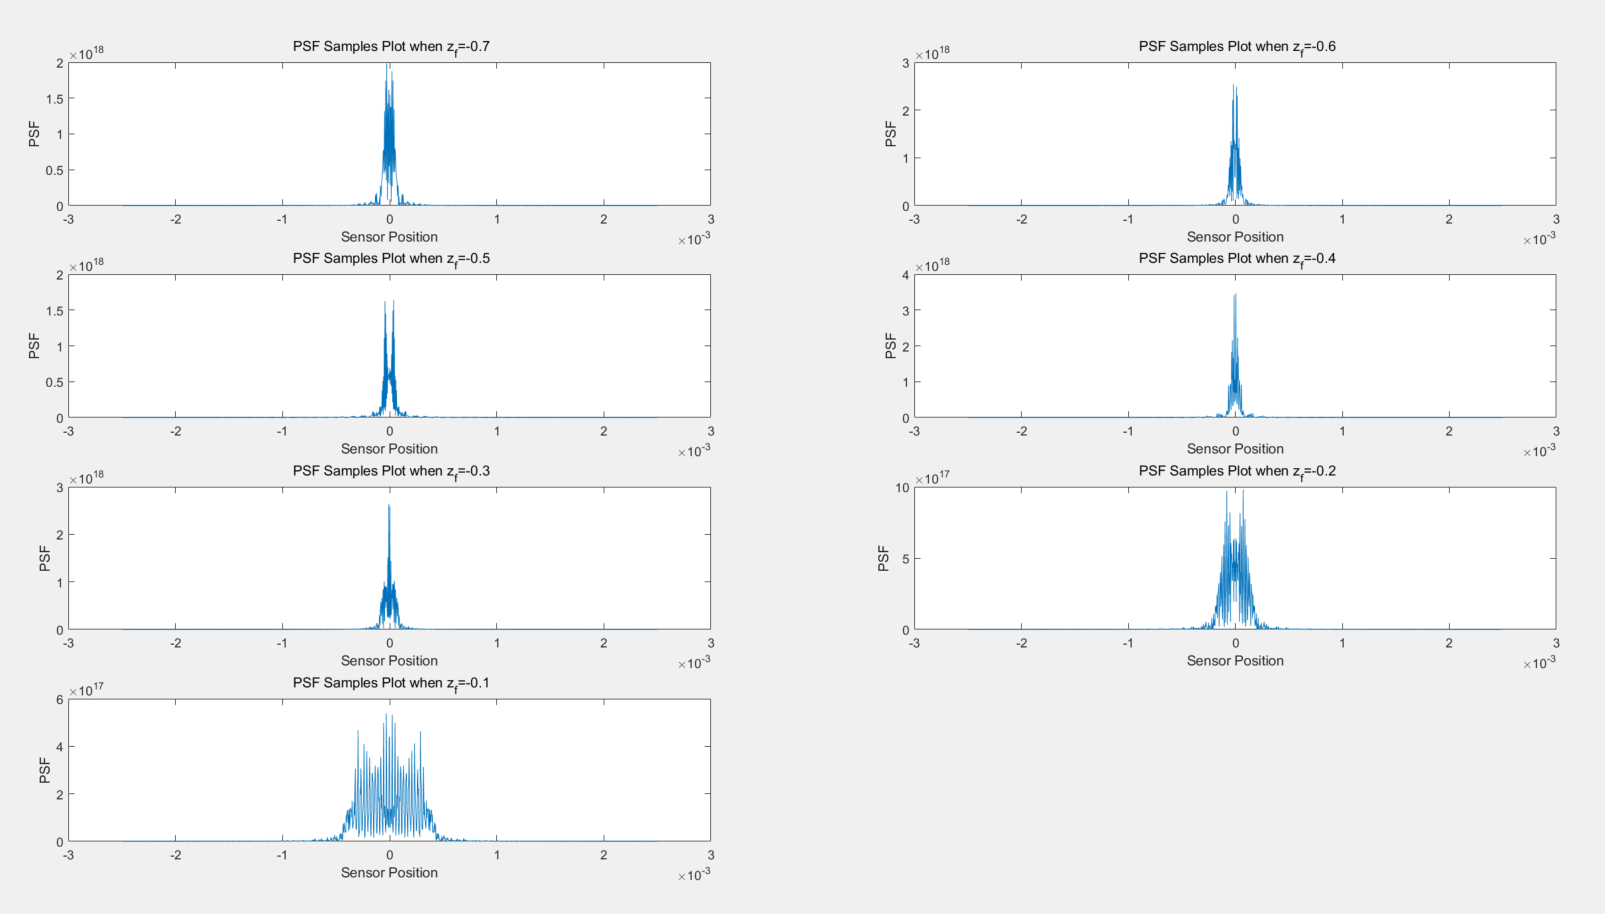 PSF Samples Plot when z_f=-0.7
×10^18
2
1.5
1
0.5
0
PSF
-3 -2 -1 0 1 2 3
Sensor Position
×10^-3
PSF Samples Plot when z_f=-0.6
×10^18
3
2
1
0
PSF
-3 -2 -1 0 1 2 3
Sensor Position
×10^-3
PSF Samples Plot when z_f=-0.5
×10^18
2
1.5
1
0.5
0
PSF
-3 -2 -1 0 1 2 3
Sensor Position
×10^-3
PSF Samples Plot when z_f=-0.4
×10^18
4
3
2
1
0
PSF
-3 -2 -1 0 1 2 3
Sensor Position
×10^-3
PSF Samples Plot when z_f=-0.3
×10^18
3
2
1
0
PSF
-3 -2 -1 0 1 2 3
Sensor Position
×10^-3
PSF Samples Plot when z_f=-0.2
×10^17
10
5
0
PSF
-3 -2 -1 0 1 2 3
Sensor Position
×10^-3
PSF Samples Plot when z_f=-0.1
×10^17
6
4
2
0
PSF
-3 -2 -1 0 1 2 3
Sensor Position
×10^-3